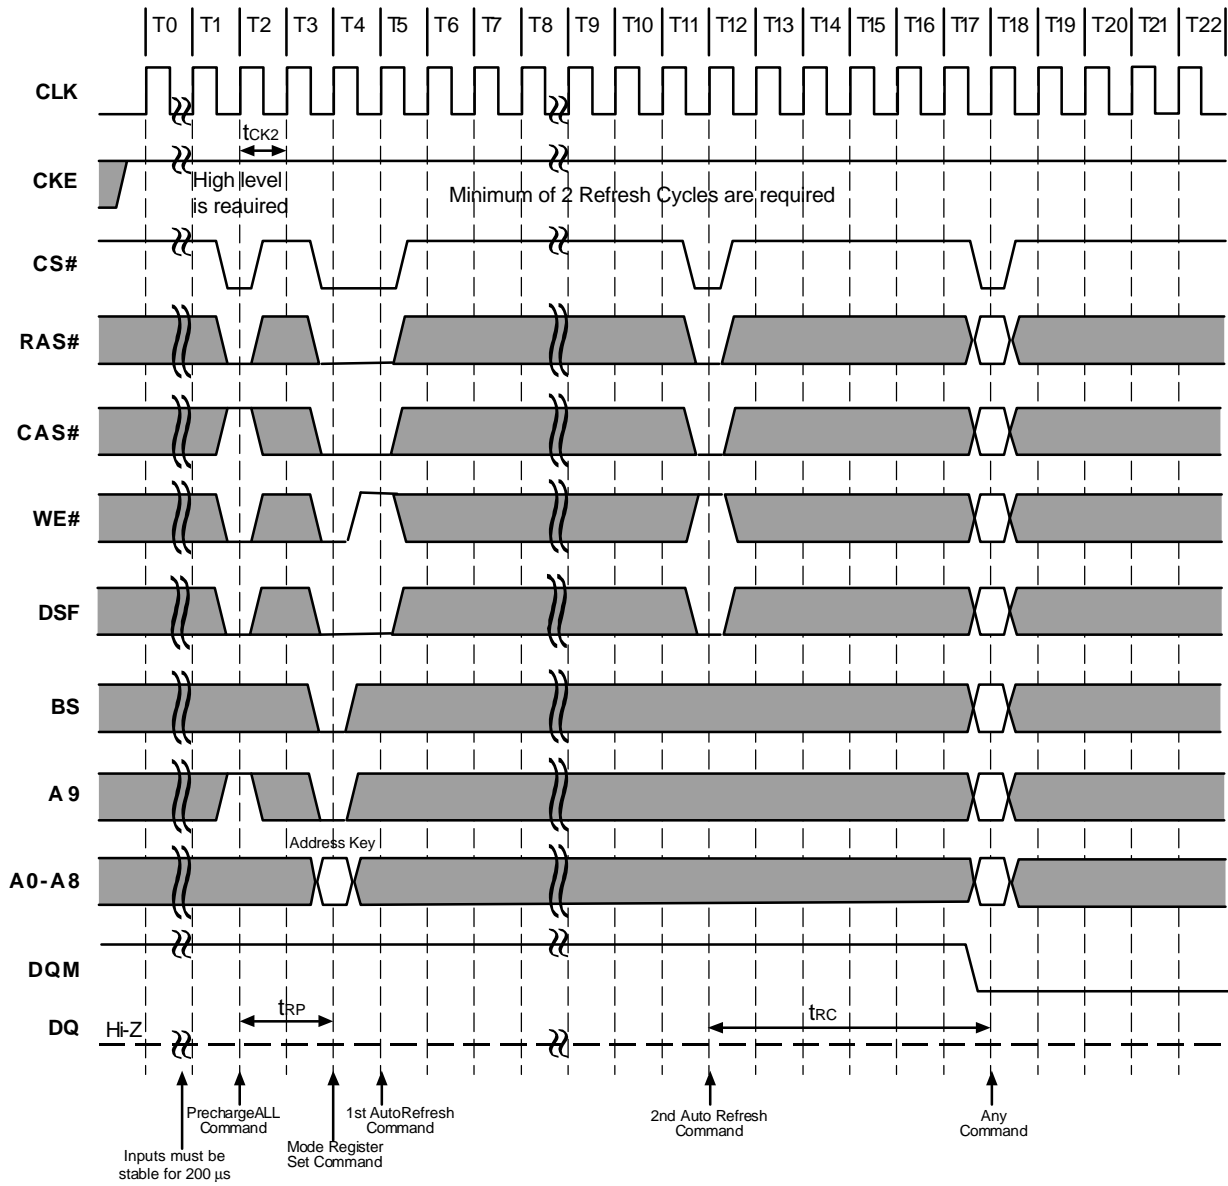 T0 T1 T2 T3 T4 T5 T6 T7 T8 T9 T10 T11 T12 T13 T14 T15 T16 T17 T18 T19 T20 T21 T22
CLK
tCK2
CKE
High level
is required
Minimum of 2 Refresh Cycles are required
CS#
RAS#
CAS#
WE#
DSF
BS
A9
Address Key
A0-A8
DQM
tRP
tRC
DQ
Hi-Z
PrechargeALL
Command
1st AutoRefresh
Command
2nd Auto Refresh
Command
Any
Command
Inputs must be
stable for 200 µs
Mode Register
Set Command